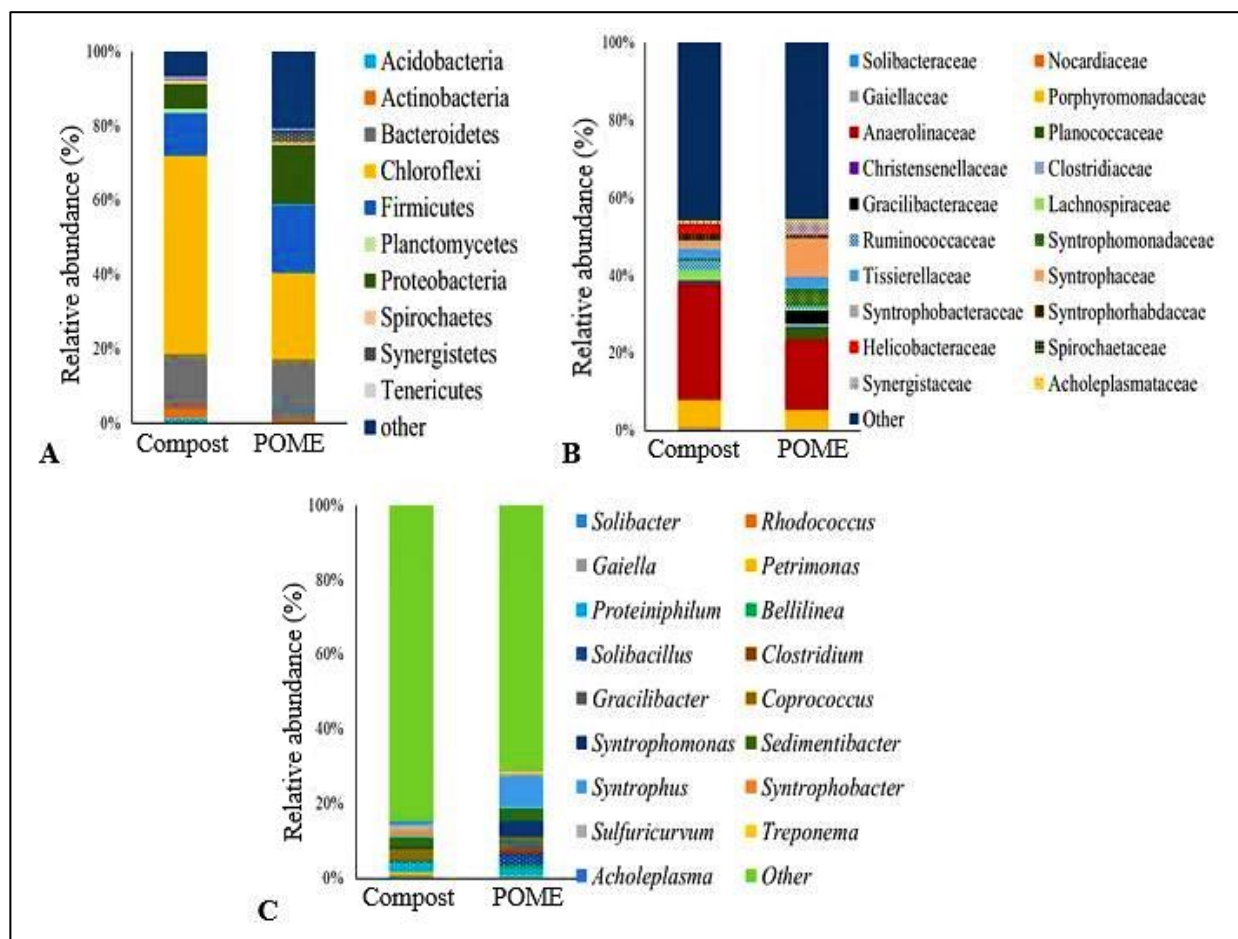 Relative abundance (%)
100%
80%
60%
40%
20%
0%
Compost POME
A
Acidobacteria
Actinobacteria
Bacteroidetes
Chloroflexi
Firmicutes
Planctomycetes
Proteobacteria
Spirochaetes
Synergistetes
Tenericutes
other
Relative abundance (%)
100%
80%
60%
40%
20%
0%
Compost POME
B
Solibacteraceae Nocardiaceae
Gaiellaceae Porphyromonadaceae
Anaerolinaceae Planococcaceae
Christensenellaceae Clostridiaceae
Gracilibacteraceae Lachnospiraceae
Ruminococcaceae Syntrophomonadaceae
Tissierellaceae Syntrophaceae
Syntrophobacteraceae Syntrophorhabdaceae
Helicobacteraceae Spirochaetaceae
Synergistaceae Acholeplasmataceae
Other
Relative abundance (%)
100%
80%
60%
40%
20%
0%
Compost POME
C
Solibacter Rhodococcus
Gaiella Petrimonas
Proteiniphilum Bellilinea
Solibacillus Clostridium
Gracilibacter Coprococcus
Syntrophomonas Sedimentibacter
Syntrophus Syntrophobacter
Sulfuricurvum Treponema
Acholeplasma Other